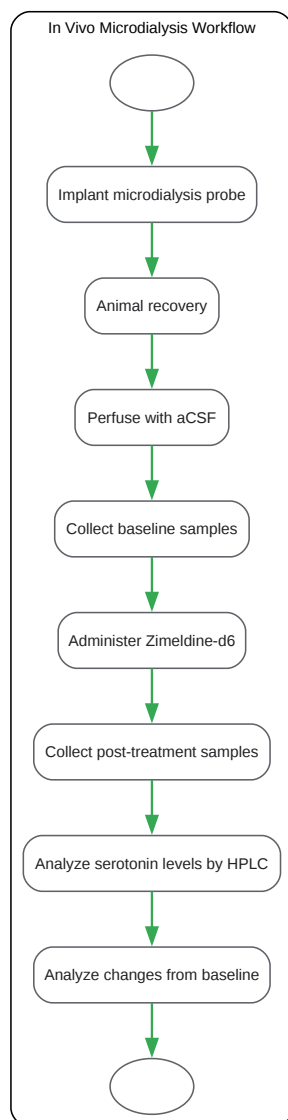 In Vivo Microdialysis Workflow
Implant microdialysis probe
Animal recovery
Perfuse with aCSF
Collect baseline samples
Administer Zimeldine-d6
Collect post-treatment samples
Analyze serotonin levels by HPLC
Analyze changes from baseline